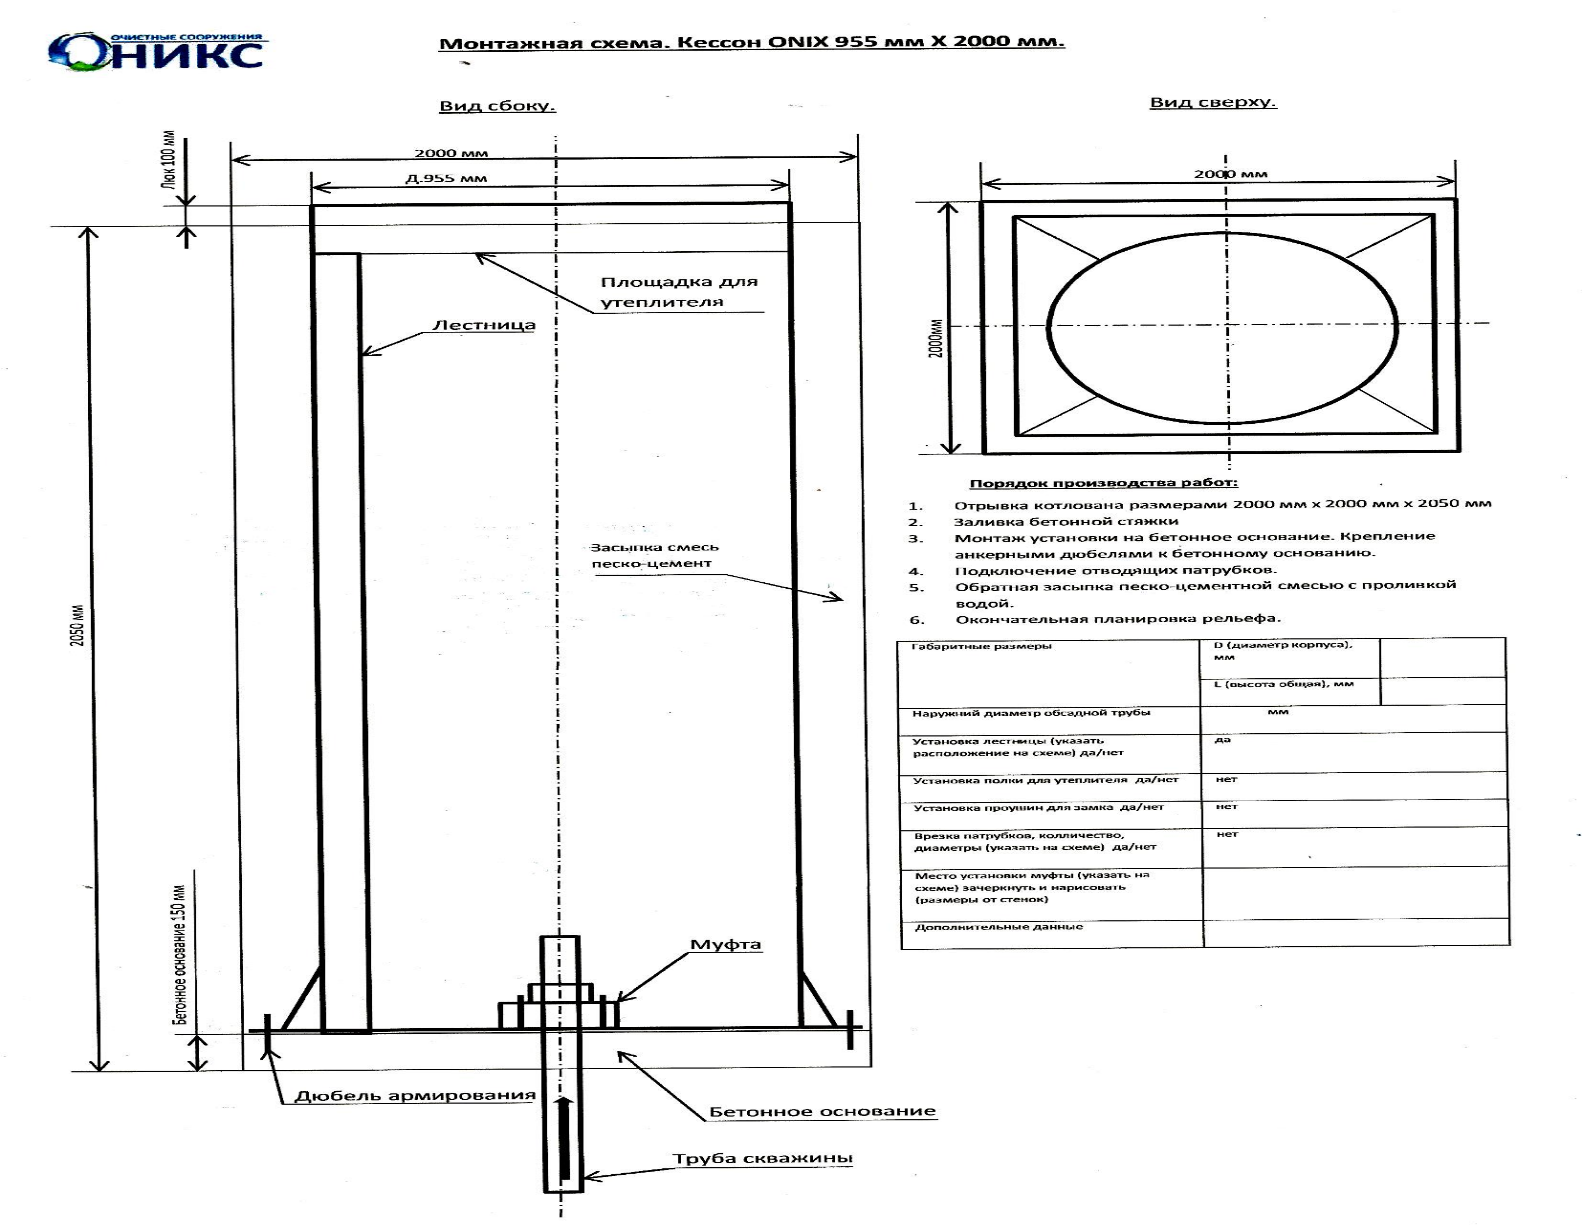 ОЧИСТНЫЕ СООРУЖЕНИЯ
ОНИКС
Монтажная схема. Кессон ONIX 955 мм X 2000 мм.
Вид сбоку.
Вид сверху.
Люк 100 мм
2000 мм
Д.955 мм
2000 мм
Площадка для
утеплителя
Лестница
2000мм
Порядок производства работ:
1. Отрывка котлована размерами 2000 мм х 2000 мм х 2050 мм
2. Заливка бетонной стяжки
3. Монтаж установки на бетонное основание. Крепление
анкерными дюбелями к бетонному основанию.
4. Подключение отводящих патрубков.
5. Обратная засыпка песко-цементной смесью с проливкой
водой.
6. Окончательная планировка рельефа.
Засыпка смесь
песко-цемент
2050 мм
Габаритные размеры
D (диаметр корпуса),
мм
L (высота общая), мм
Наружний диаметр обсадной трубы
мм
Установка лестницы (указать
расположение на схеме) да/нет
да
Установка полки для утеплителя да/нет
нет
Установка проушин для замка да/нет
нет
Врезка патрубков, колличество,
диаметры (указать на схеме) да/нет
нет
Место установки муфты (указать на
схеме) зачеркнуть и нарисовать
(размеры от стенок)
Дополнительные данные
Бетонное основание 150 мм
Муфта
Дюбель армирования
Бетонное основание
Труба скважины